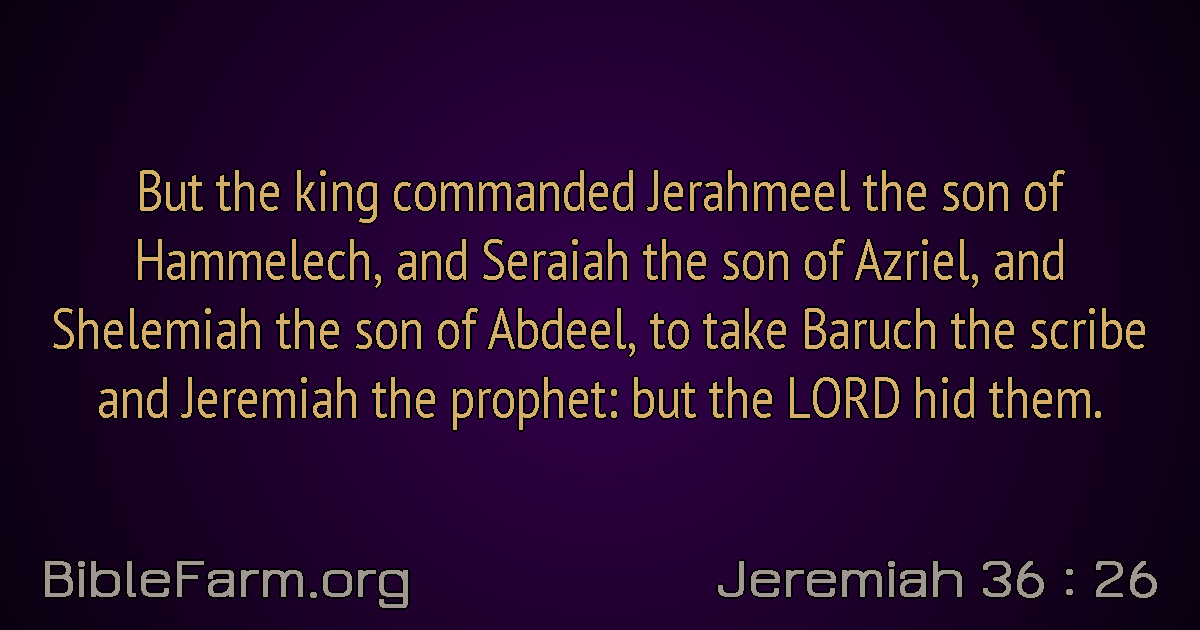 But the king commanded Jerahmeel the son of
Hammelech, and Seraiah the son of Azriel, and
Shelemiah the son of Abdeel, to take Baruch the scribe
and Jeremiah the prophet: but the LORD hid them.
BibleFarm.org
Jeremiah 36 : 26